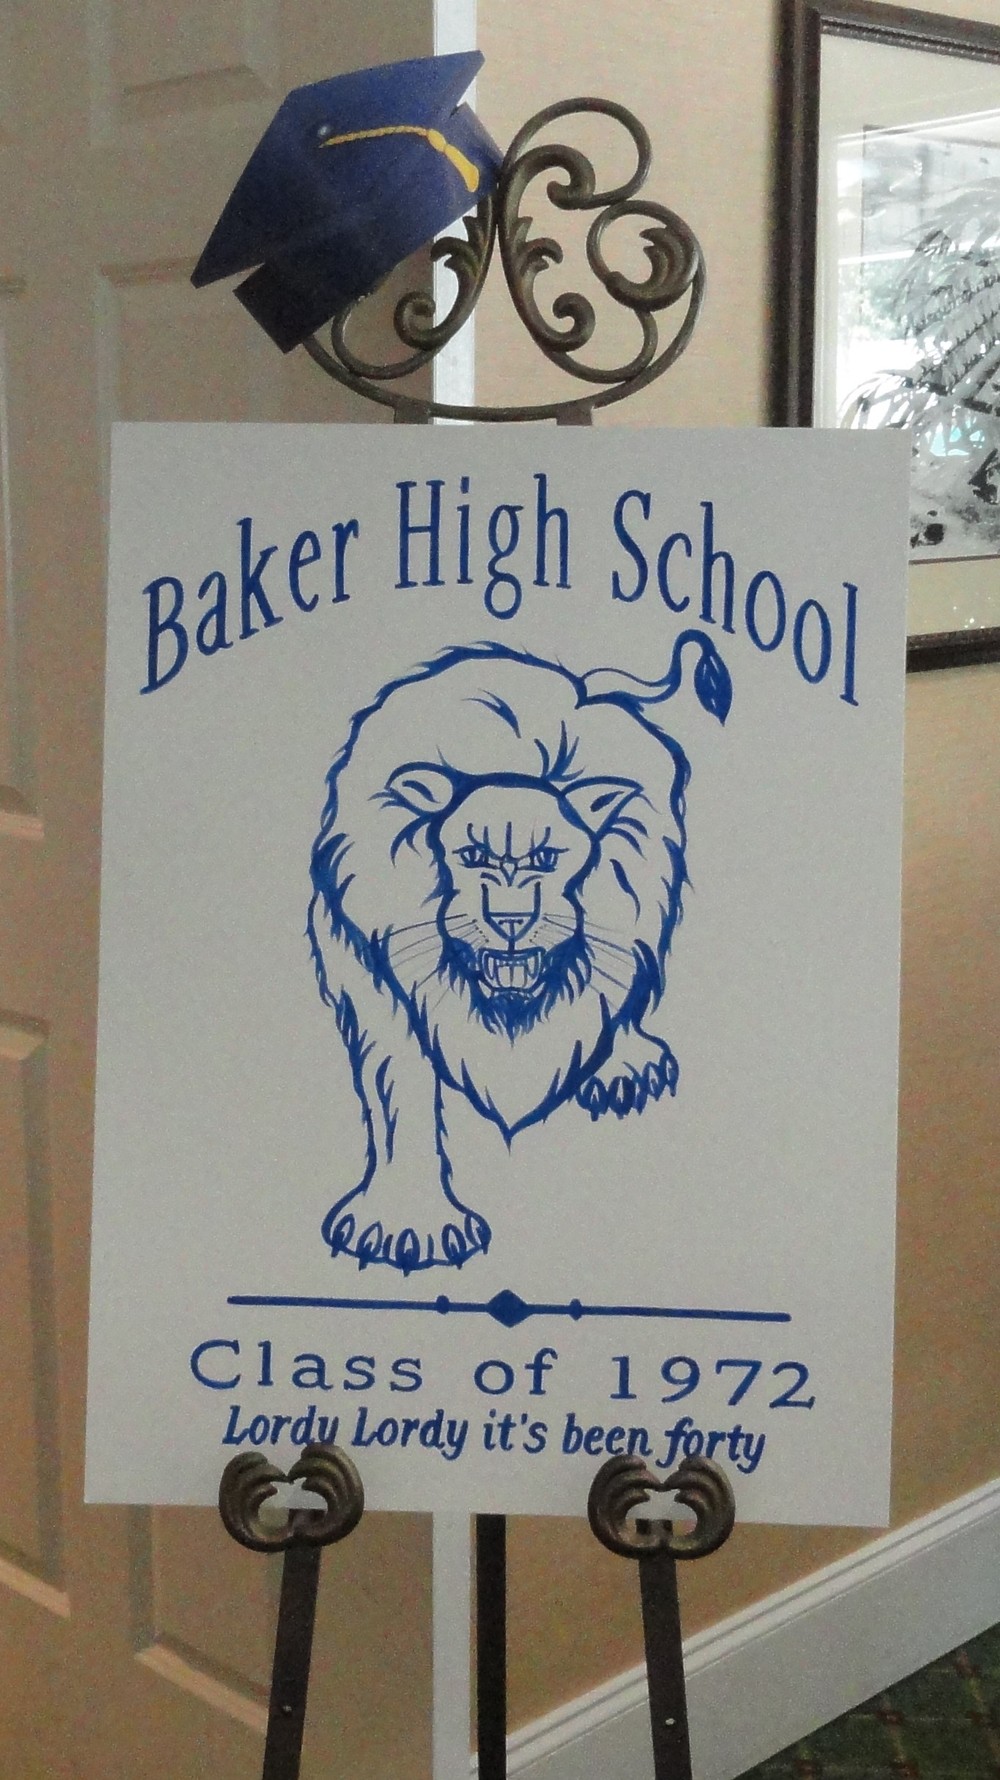 Baker High School
Class of 1972
Lordy Lordy it's been forty